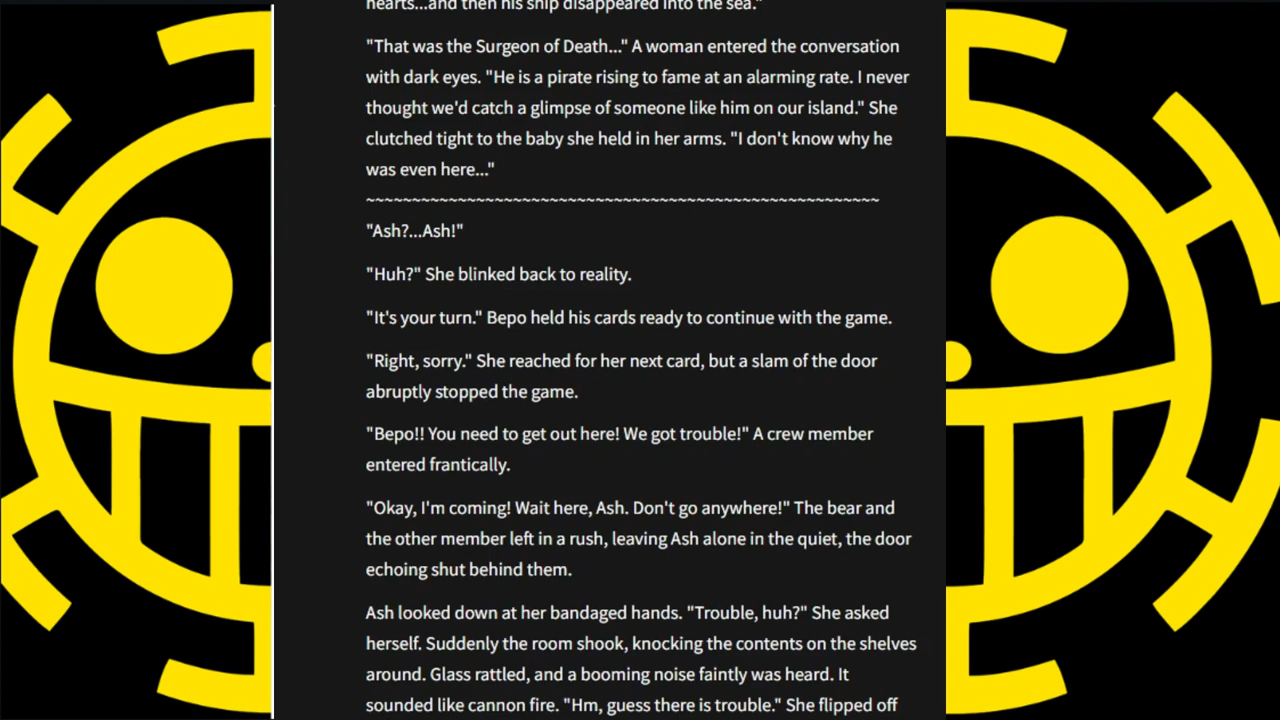 hearts...and then his ship disappeared into the sea."
"That was the Surgeon of Death..." A woman entered the conversation
with dark eyes. "He is a pirate rising to fame at an alarming rate. I never
thought we'd catch a glimpse of someone like him on our island." She
clutched tight to the baby she held in her arms. "I don't know why he
was even here..."
~~~~~~~~~~~~~~~~~~~~~~~~~~~~~~~~~~~~~~~~~~~~~~~~~~~~~~~~
"Ash?...Ash!"
"Huh?" She blinked back to reality.
"It's your turn." Bepo held his cards ready to continue with the game.
"Right, sorry." She reached for her next card, but a slam of the door
abruptly stopped the game.
"Bepo!! You need to get out here! We got trouble!" A crew member
entered frantically.
"Okay, I'm coming! Wait here, Ash. Don't go anywhere!" The bear and
the other member left in a rush, leaving Ash alone in the quiet, the door
echoing shut behind them.
Ash looked down at her bandaged hands. "Trouble, huh?" She asked
herself. Suddenly the room shook, knocking the contents on the shelves
around. Glass rattled, and a booming noise faintly was heard. It
sounded like cannon fire. "Hm, guess there is trouble." She flipped off